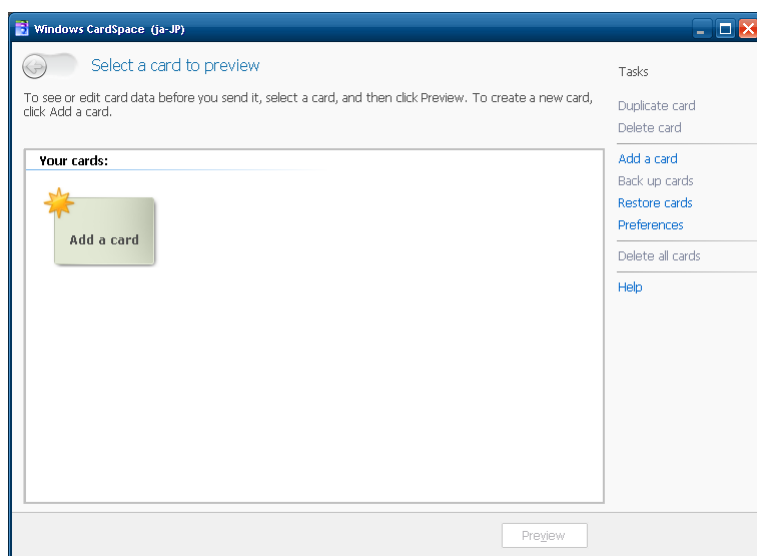 Windows CardSpace (ja-JP)
Select a card to preview
To see or edit card data before you send it, select a card, and then click Preview. To create a new card,
click Add a card.
Your cards:
Add a card
Tasks
Duplicate card
Delete card
Add a card
Back up cards
Restore cards
Preferences
Delete all cards
Help
Preview